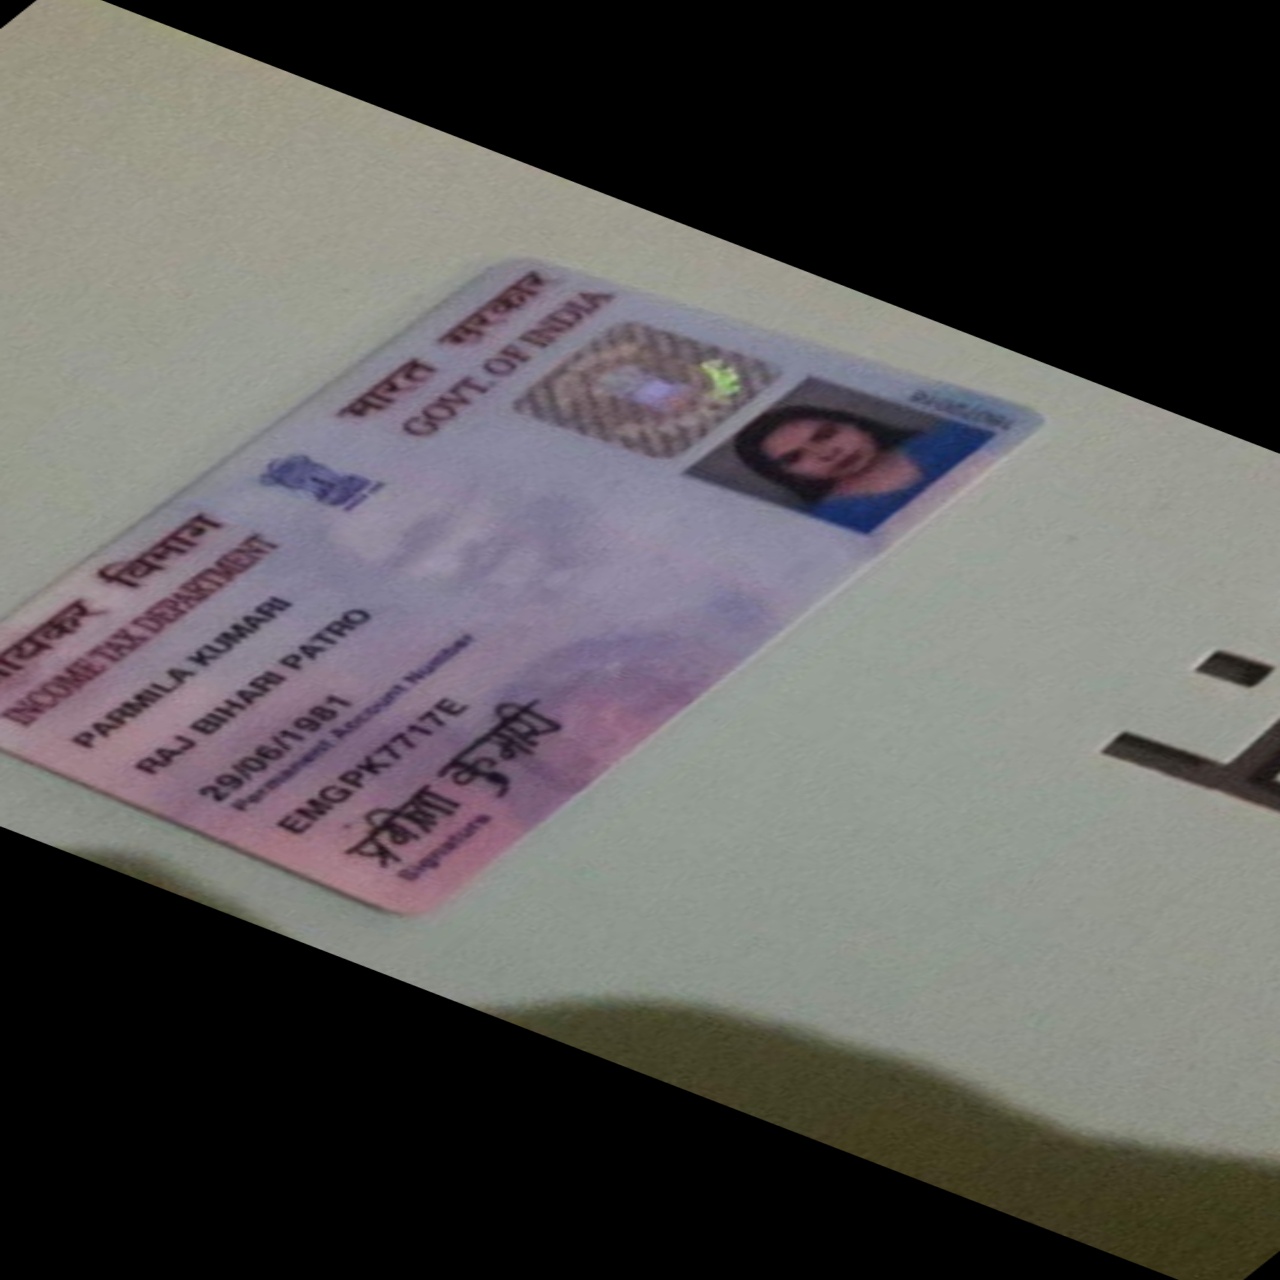 आयकर विभाग
INCOME TAX DEPARTMENT
भारत सरकार
GOVT. OF INDIA
PARMILA KUMARI
RAJ BIHARI PATRO
29/06/1981
Permanent Account Number
EMGPK7717E
Signature